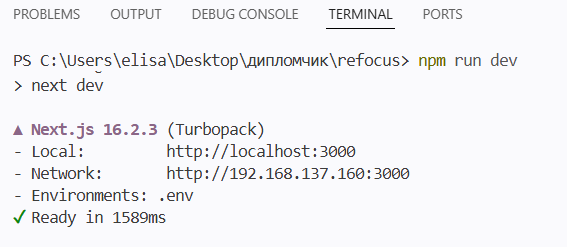 PROBLEMS OUTPUT DEBUG CONSOLE TERMINAL PORTS
PS C:\Users\elisa\Desktop\дипломчик\refocus> npm run dev
> next dev
▲ Next.js 16.2.3 (Turbopack)
- Local: http://localhost:3000
- Network: http://192.168.137.160:3000
- Environments: .env
✓ Ready in 1589ms